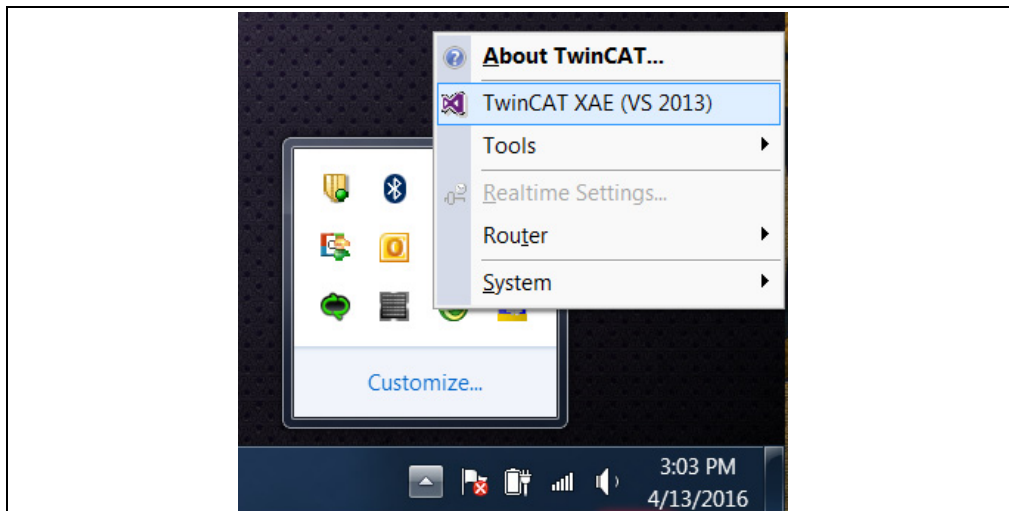 About TwinCAT...
TwinCAT XAE (VS 2013)
Tools
Realtime Settings...
Router
System
Customize...
3:03 PM
4/13/2016